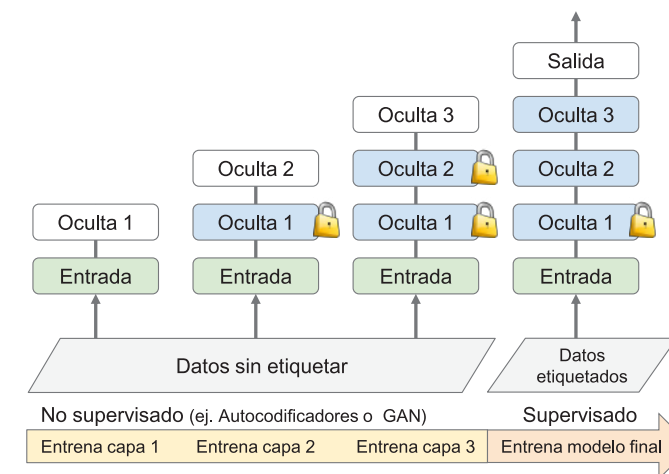 Salida
Oculta 3
Oculta 3
Oculta 2
Oculta 2
Oculta 2
Oculta 1
Oculta 1
Oculta 1
Oculta 1
Entrada
Entrada
Entrada
Entrada
Datos sin etiquetar
Datos
etiquetados
No supervisado (ej. Autocodificadores o GAN)
Supervisado
Entrena capa 1
Entrena capa 2
Entrena capa 3
Entrena modelo final